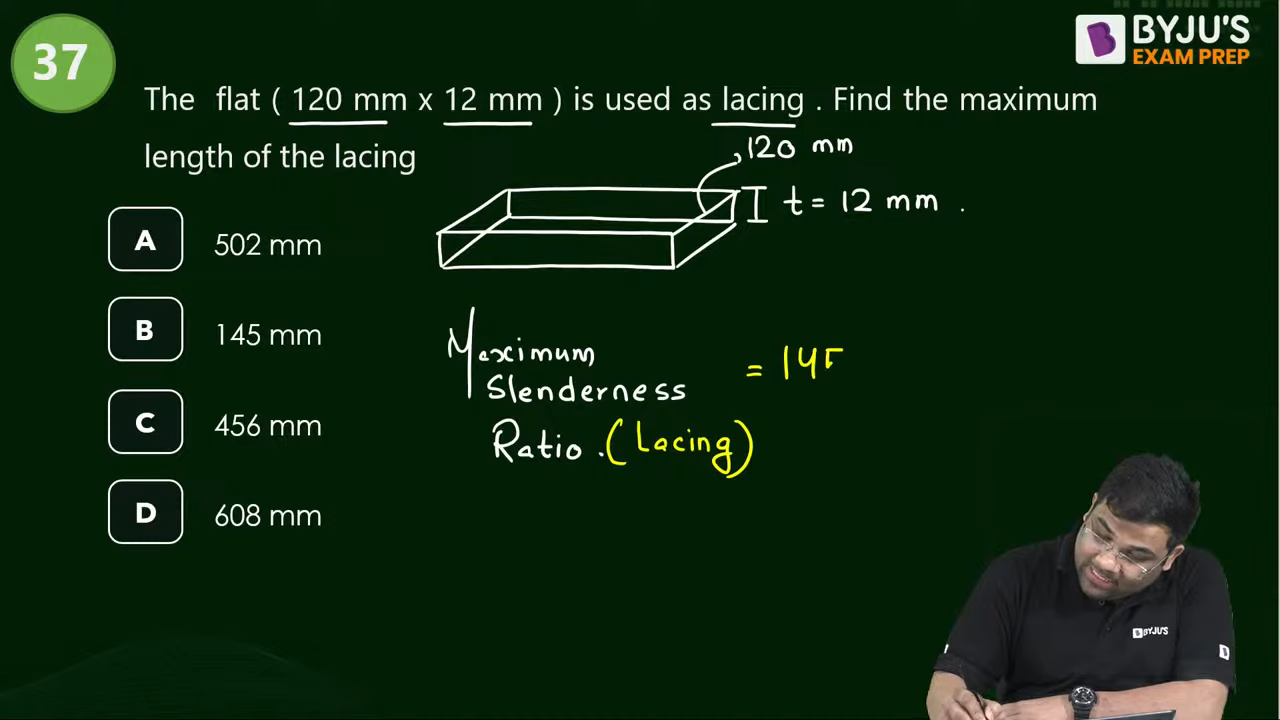 37
BYJU'S
EXAM PREP
The flat ( 120 mm x 12 mm ) is used as lacing . Find the maximum
length of the lacing
120 mm
t = 12 mm .
A 502 mm
B 145 mm
C 456 mm
D 608 mm
Maximum
Slenderness
Ratio . (Lacing)
= 145
BYJU'S